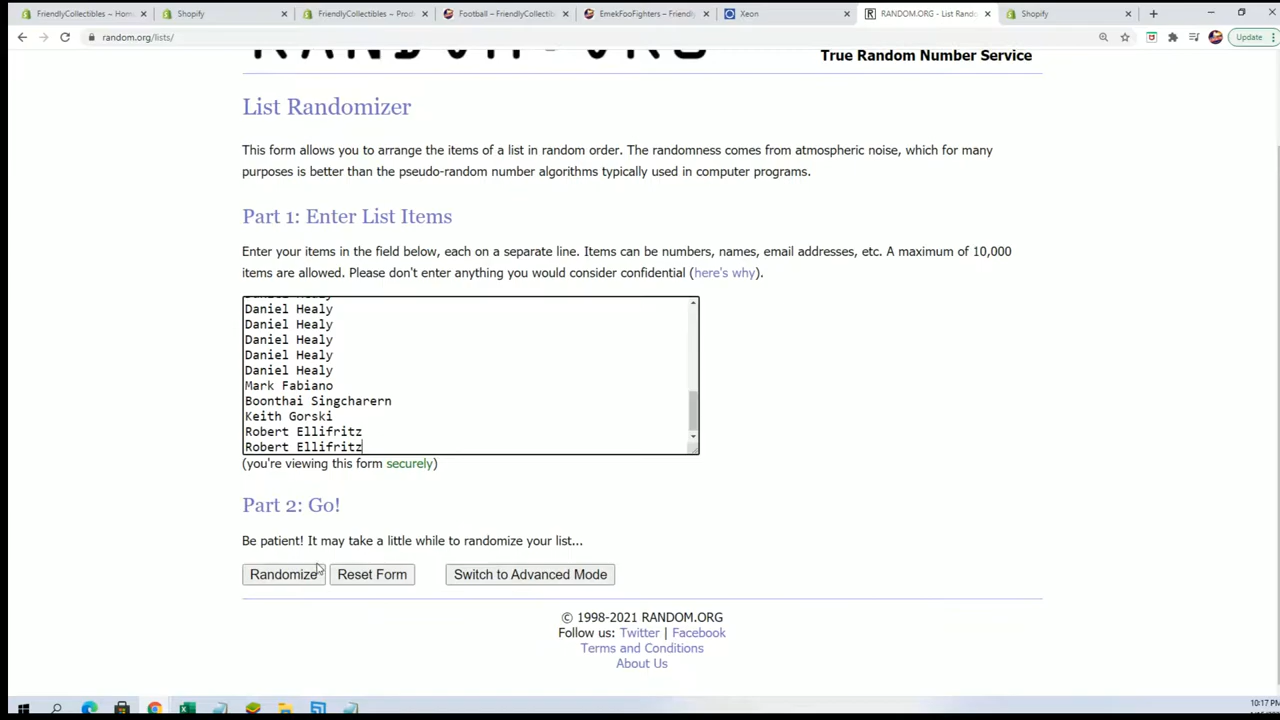 FriendlyCollectibles -- Hom
Shopify
FriendlyCollectibles ~ Prod
Football – FriendlyCollectib
EmekFooFighters – Friendly
Xeon
RANDOM.ORG - List Rando
Shopify
random.org/lists/
Update
RANDOM.ORG
True Random Number Service
List Randomizer
This form allows you to arrange the items of a list in random order. The randomness comes from atmospheric noise, which for many
purposes is better than the pseudo-random number algorithms typically used in computer programs.
Part 1: Enter List Items
Enter your items in the field below, each on a separate line. Items can be numbers, names, email addresses, etc. A maximum of 10,000
items are allowed. Please don't enter anything you would consider confidential (here's why).
Daniel Healy
Daniel Healy
Daniel Healy
Daniel Healy
Daniel Healy
Daniel Healy
Mark Fabiano
Boonthai Singcharern
Keith Gorski
Robert Ellifritz
Robert Ellifritz
(you're viewing this form securely)
Part 2: Go!
Be patient! It may take a little while to randomize your list...
Randomize
Reset Form
Switch to Advanced Mode
© 1998-2021 RANDOM.ORG
Follow us: Twitter | Facebook
Terms and Conditions
About Us
10:17 PM